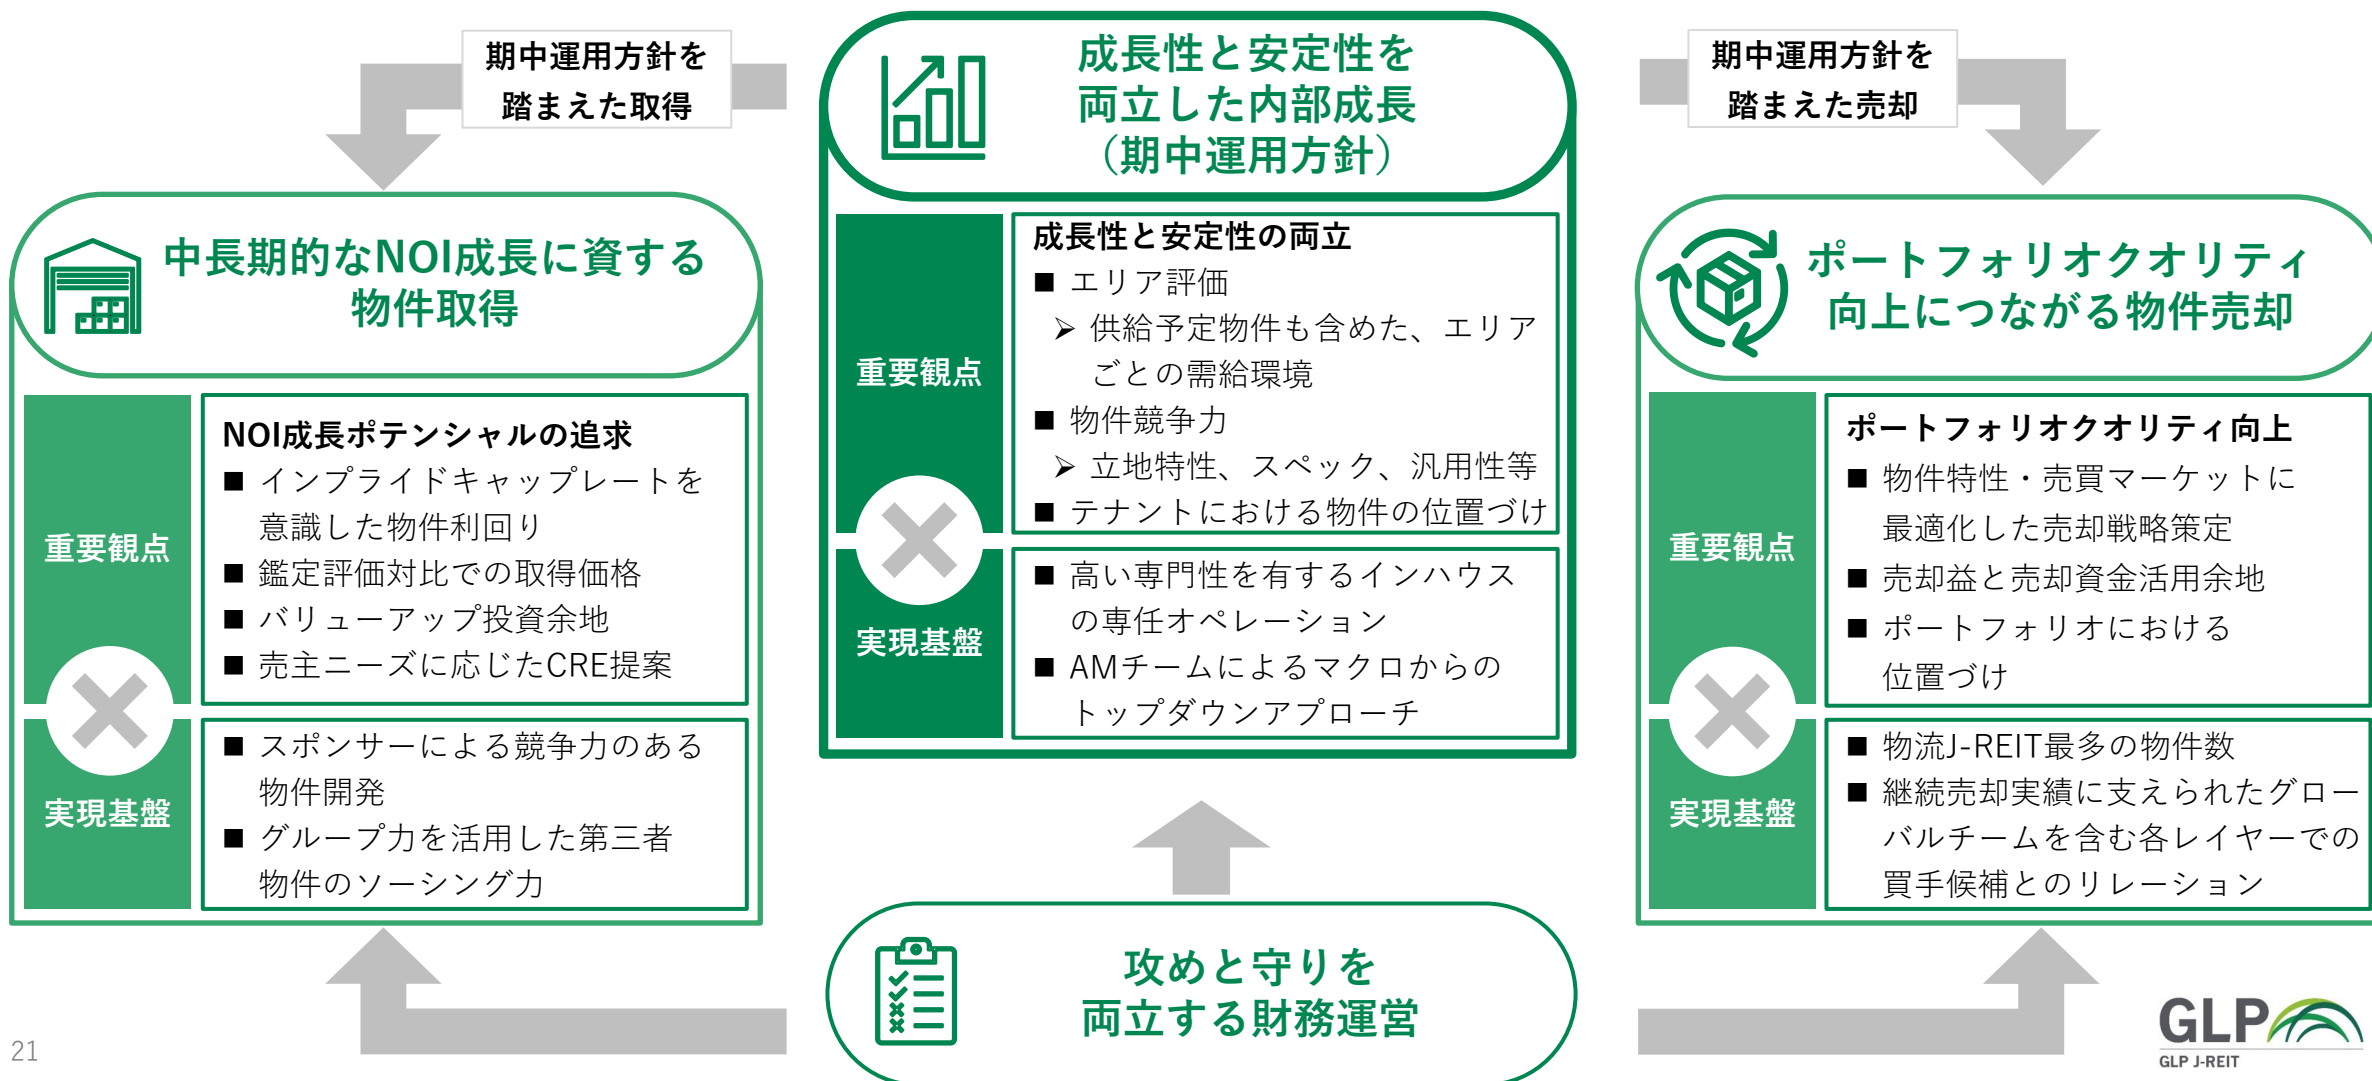 期中運用方針を
踏まえた取得
成長性と安定性を
両立した内部成長
（期中運用方針）
期中運用方針を
踏まえた売却
中長期的なNOI成長に資する
物件取得
重要観点
NOI成長ポテンシャルの追求
■ インプライドキャップレートを
意識した物件利回り
■ 鑑定評価対比での取得価格
■ バリューアップ投資余地
■ 売主ニーズに応じたCRE提案
実現基盤
■ スポンサーによる競争力のある
物件開発
■ グループ力を活用した第三者
物件のソーシング力
重要観点
成長性と安定性の両立
■ エリア評価
➢ 供給予定物件も含めた、エリア
ごとの需給環境
■ 物件競争力
➢ 立地特性、スペック、汎用性等
■ テナントにおける物件の位置づけ
実現基盤
■ 高い専門性を有するインハウス
の専任オペレーション
■ AMチームによるマクロからの
トップダウンアプローチ
ポートフォリオクオリティ
向上につながる物件売却
重要観点
ポートフォリオクオリティ向上
■ 物件特性・売買マーケットに
最適化した売却戦略策定
■ 売却益と売却資金活用余地
■ ポートフォリオにおける
位置づけ
実現基盤
■ 物流J-REIT最多の物件数
■ 継続売却実績に支えられたグロー
バルチームを含む各レイヤーでの
買手候補とのリレーション
攻めと守りを
両立する財務運営
21
GLP
GLP J-REIT